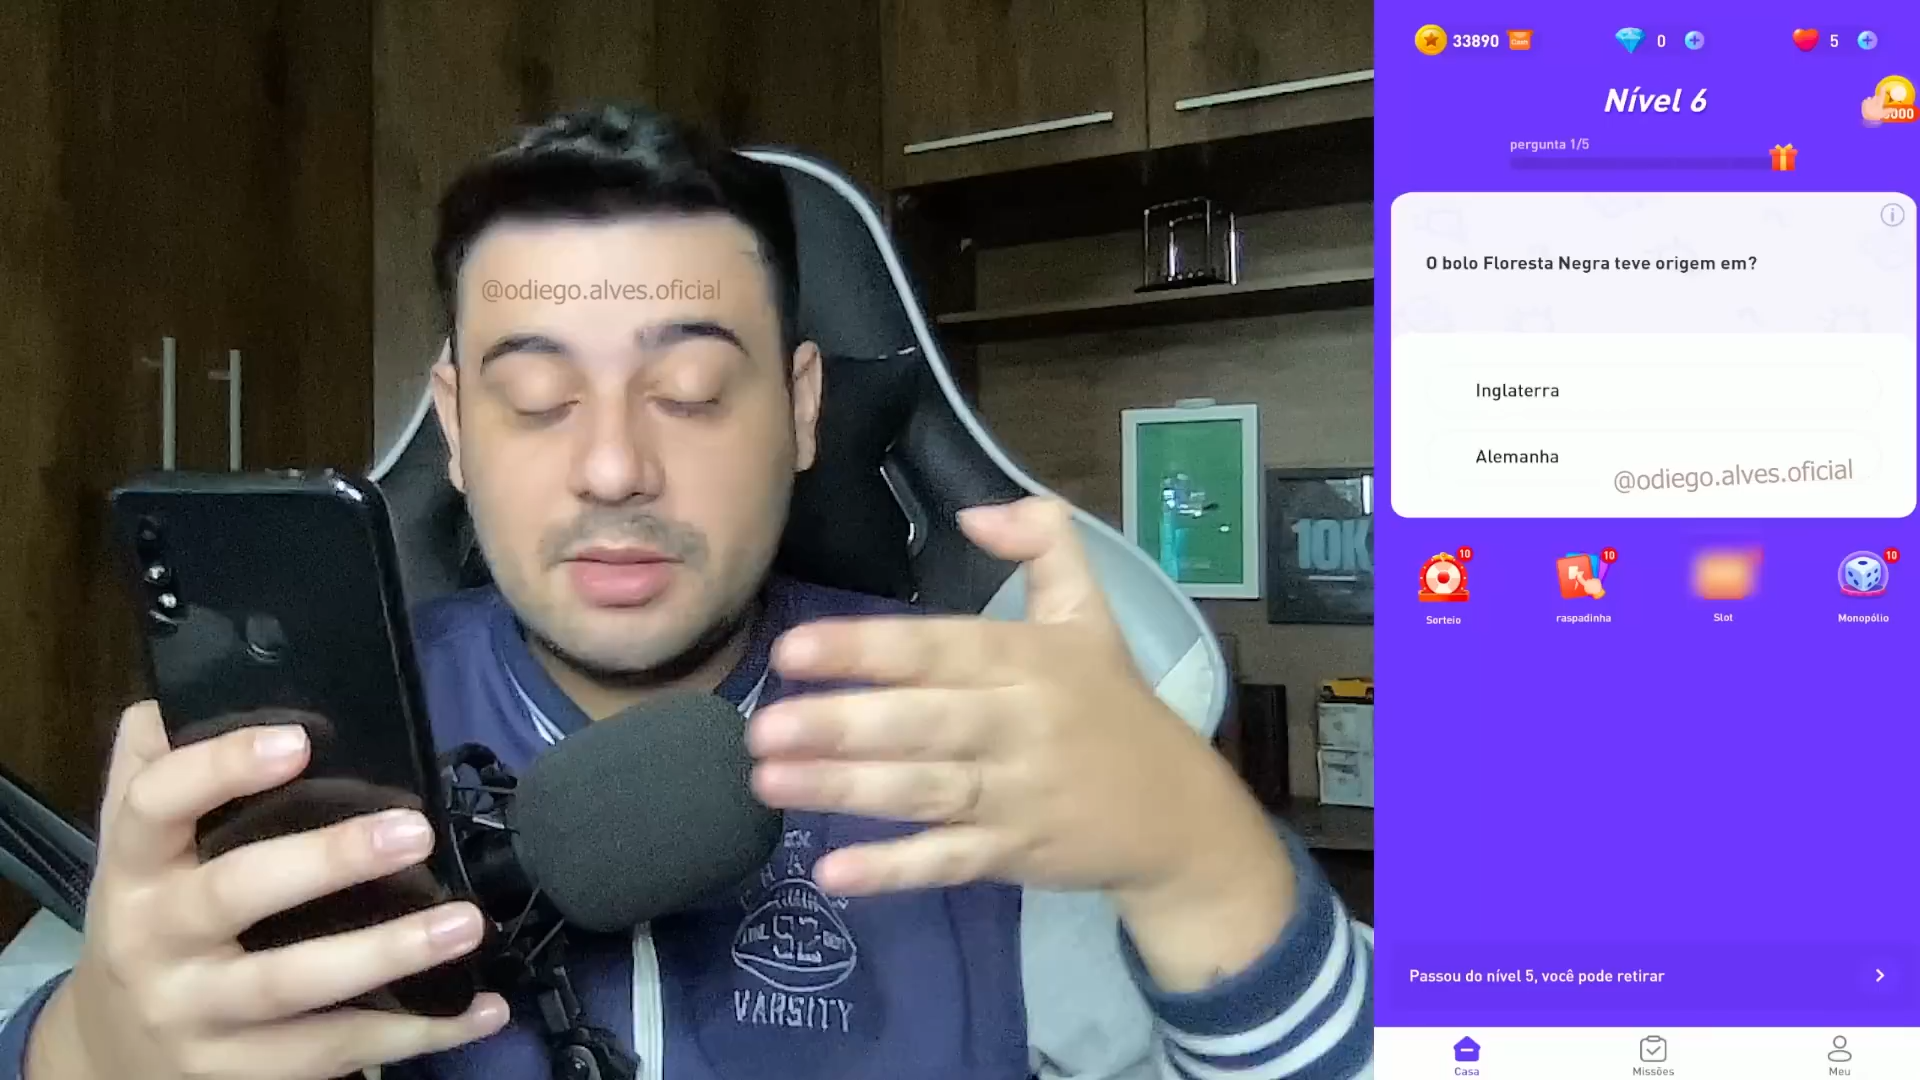 33890
Cash
0
5
Nível 6
pergunta 1/5
O bolo Floresta Negra teve origem em?
@odiego.alves.oficial
Inglaterra
Alemanha
@odiego.alves.oficial
10K
10
10
10
Sorteio
raspadinha
Slot
Monopólio
92
VARSITY
Passou do nível 5, você pode retirar
Casa
Missões
Meu